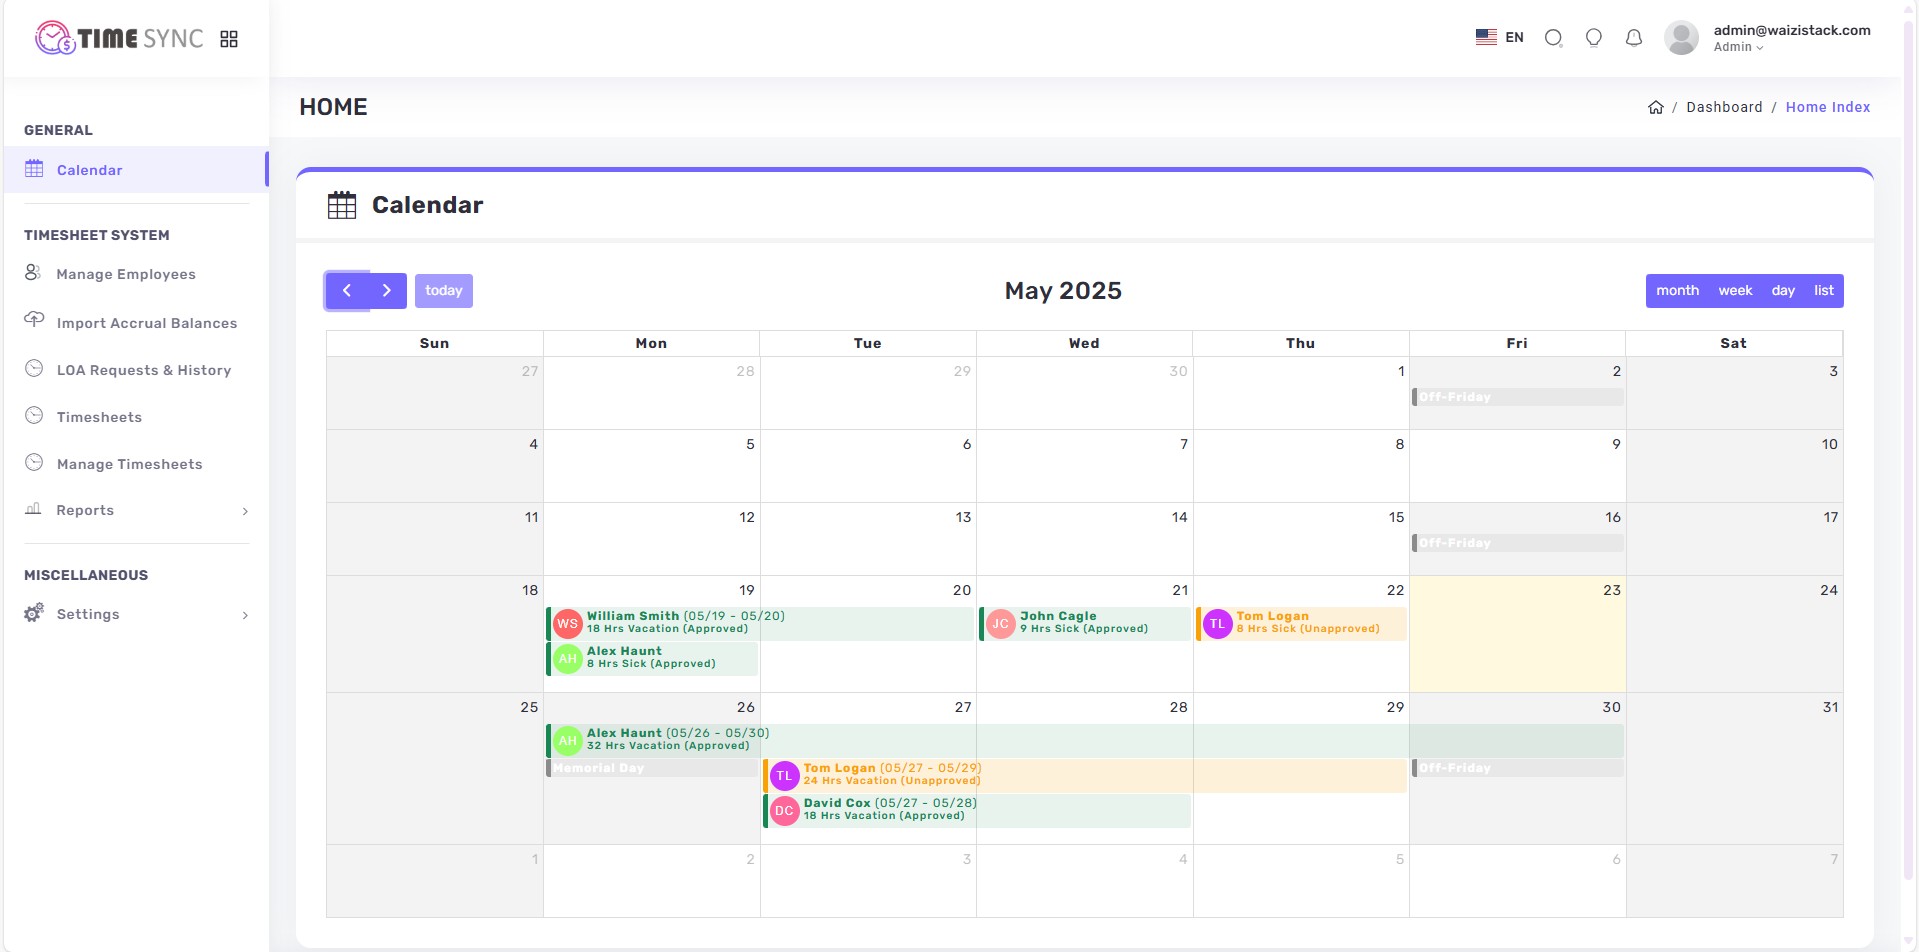 TIME SYNC
EN
admin@waizistack.com
Admin
HOME
/ Dashboard / Home Index
GENERAL
Calendar
TIMESHEET SYSTEM
Manage Employees
Import Accrual Balances
LOA Requests & History
Timesheets
Manage Timesheets
Reports
MISCELLANEOUS
Settings
Calendar
today
May 2025
month week day list
Sun Mon Tue Wed Thu Fri Sat
27 28 29 30 1 2 3
Off-Friday
4 5 6 7 8 9 10
11 12 13 14 15 16 17
Off-Friday
18 19 20 21 22 23 24
WS William Smith (05/19 - 05/20)
18 Hrs Vacation (Approved)
JC John Cagle
9 Hrs Sick (Approved)
TL Tom Logan
8 Hrs Sick (Unapproved)
AH Alex Haunt
8 Hrs Sick (Approved)
25 26 27 28 29 30 31
AH Alex Haunt (05/26 - 05/30)
32 Hrs Vacation (Approved)
Memorial Day
TL Tom Logan (05/27 - 05/29)
24 Hrs Vacation (Unapproved)
Off-Friday
DC David Cox (05/27 - 05/28)
18 Hrs Vacation (Approved)
1 2 3 4 5 6 7